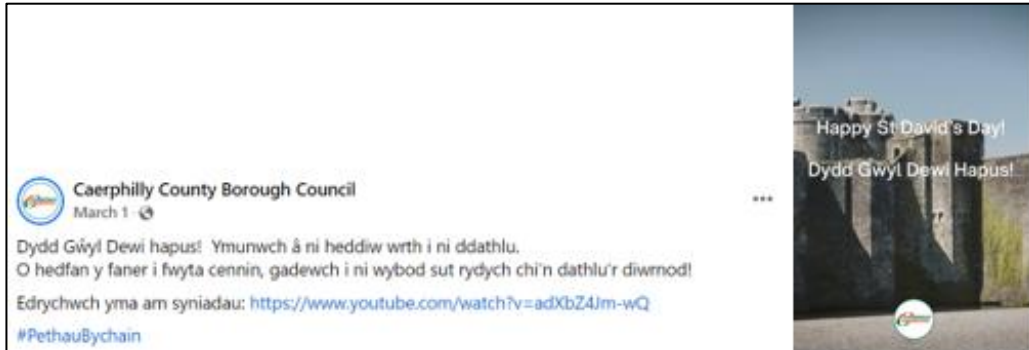 Caerphilly County Borough Council
March 1
Dydd Gŵyl Dewi hapus! Ymunwch â ni heddiw wrth i ni ddathlu.
O hedfan y faner i fwyta cennin, gadewch i ni wybod sut rydych chi'n dathlu'r diwrnod!
Edrychwch yma am syniadau: https://www.youtube.com/watch?v=adXbZ4Jm-wQ
#PethauBychain
Happy St David's Day!
Dydd Gwyl Dewi Hapus!